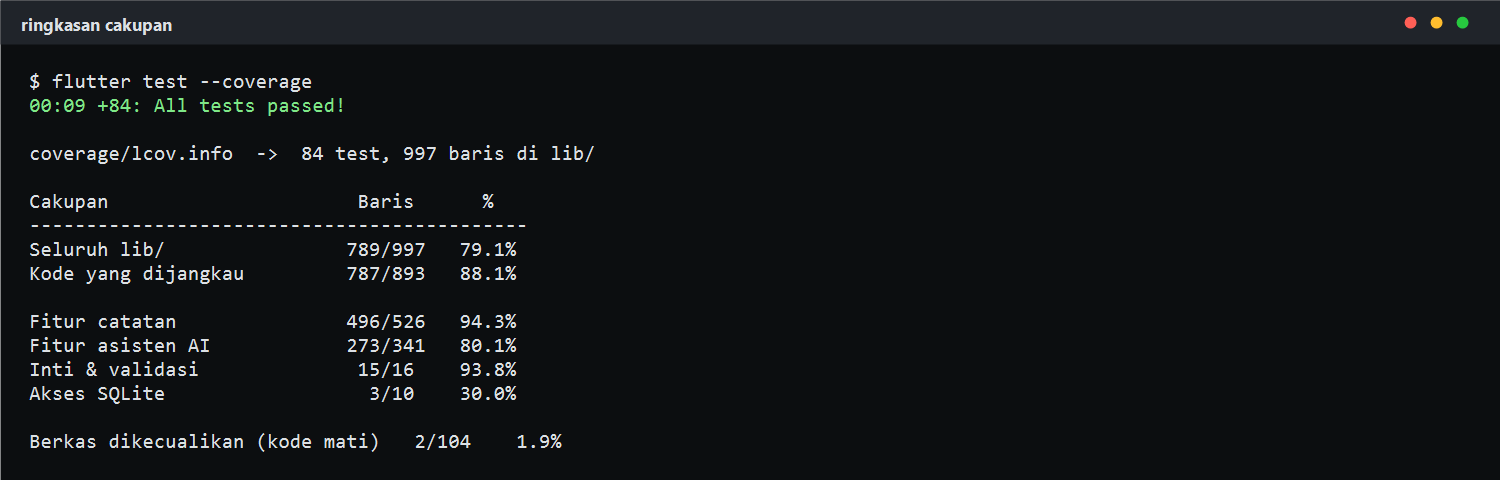 ringkasan cakupan
$ flutter test --coverage
00:09 +84: All tests passed!
coverage/lcov.info  ->  84 test, 997 baris di lib/
Cakupan                      Baris      %
--------------------------------------------
Seluruh lib/                789/997   79.1%
Kode yang dijangkau         787/893   88.1%
Fitur catatan               496/526   94.3%
Fitur asisten AI            273/341   80.1%
Inti & validasi              15/16    93.8%
Akses SQLite                  3/10    30.0%
Berkas dikecualikan (kode mati)   2/104    1.9%